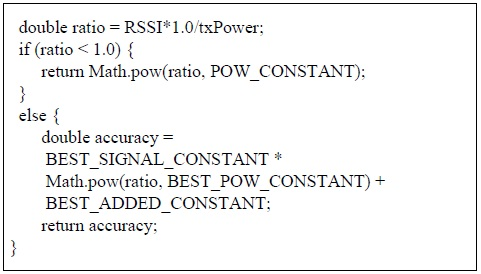 double ratio = RSSI*1.0/txPower;
if (ratio < 1.0) {
return Math.pow(ratio, POW_CONSTANT);
}
else {
double accuracy =
BEST_SIGNAL_CONSTANT *
Math.pow(ratio, BEST_POW_CONSTANT) +
BEST_ADDED_CONSTANT;
return accuracy;
}